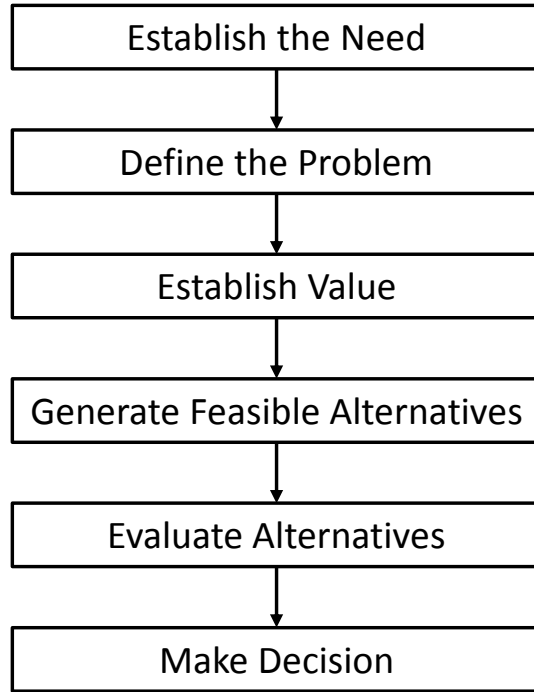 Establish the Need
Define the Problem
Establish Value
Generate Feasible Alternatives
Evaluate Alternatives
Make Decision